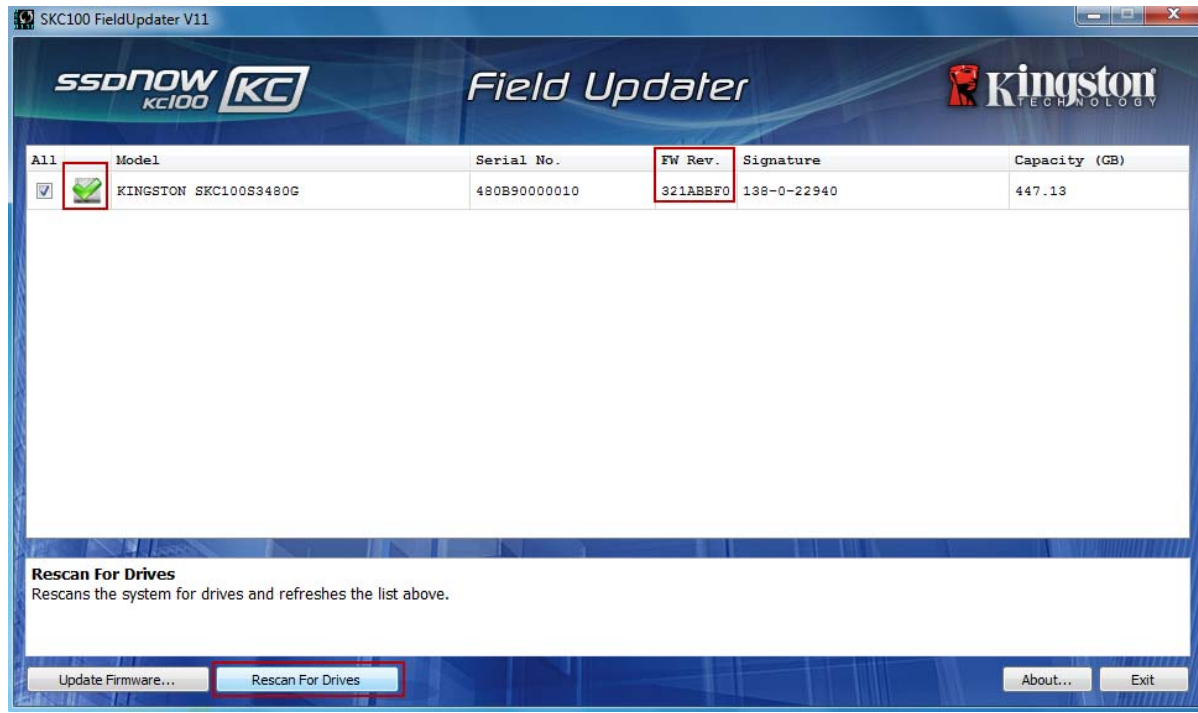 SKC100 FieldUpdater V11
SSDNOW KC100 KC
Field Updater
Kingston
TECHNOLOGY
All Model Serial No. FW Rev. Signature Capacity (GB)
KINGSTON SKC100S3480G 480B90000010 321ABBF0 138-0-22940 447.13
Rescan For Drives
Rescans the system for drives and refreshes the list above.
Update Firmware... Rescan For Drives About... Exit